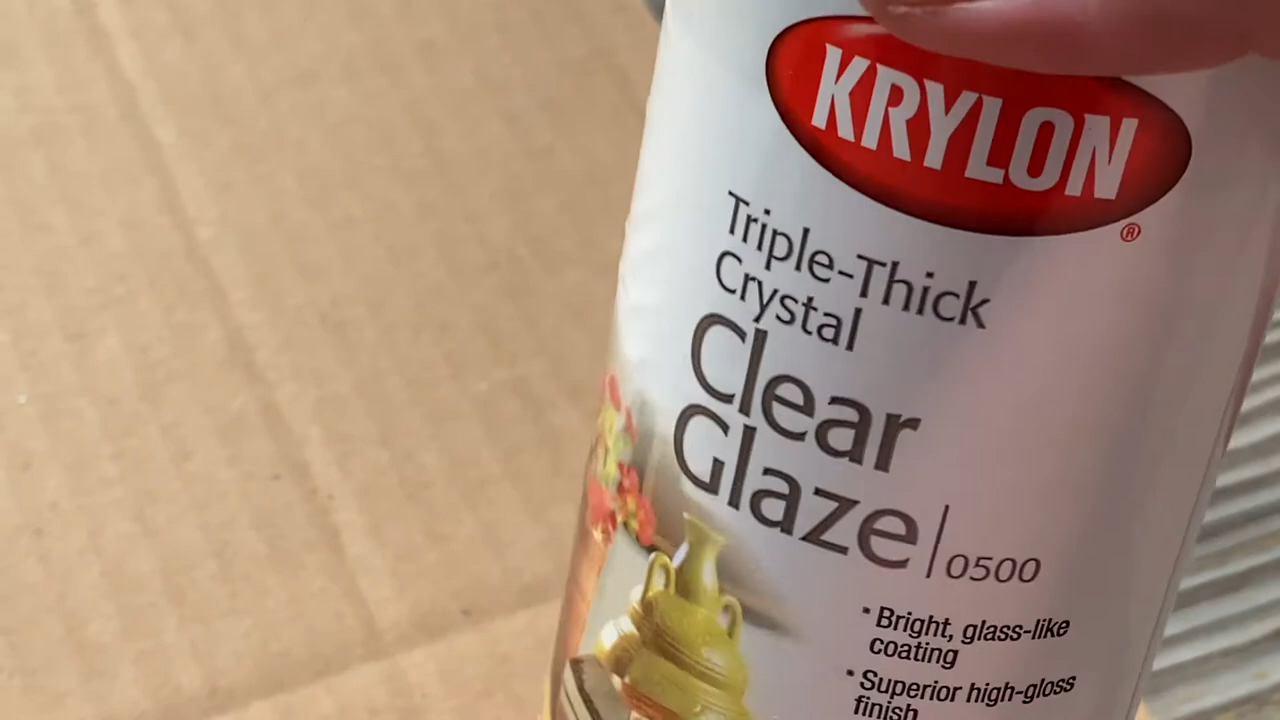 KRYLON
®
Triple-Thick
Crystal
Clear
Glaze|0500
• Bright, glass-like
coating
• Superior high-gloss
finish